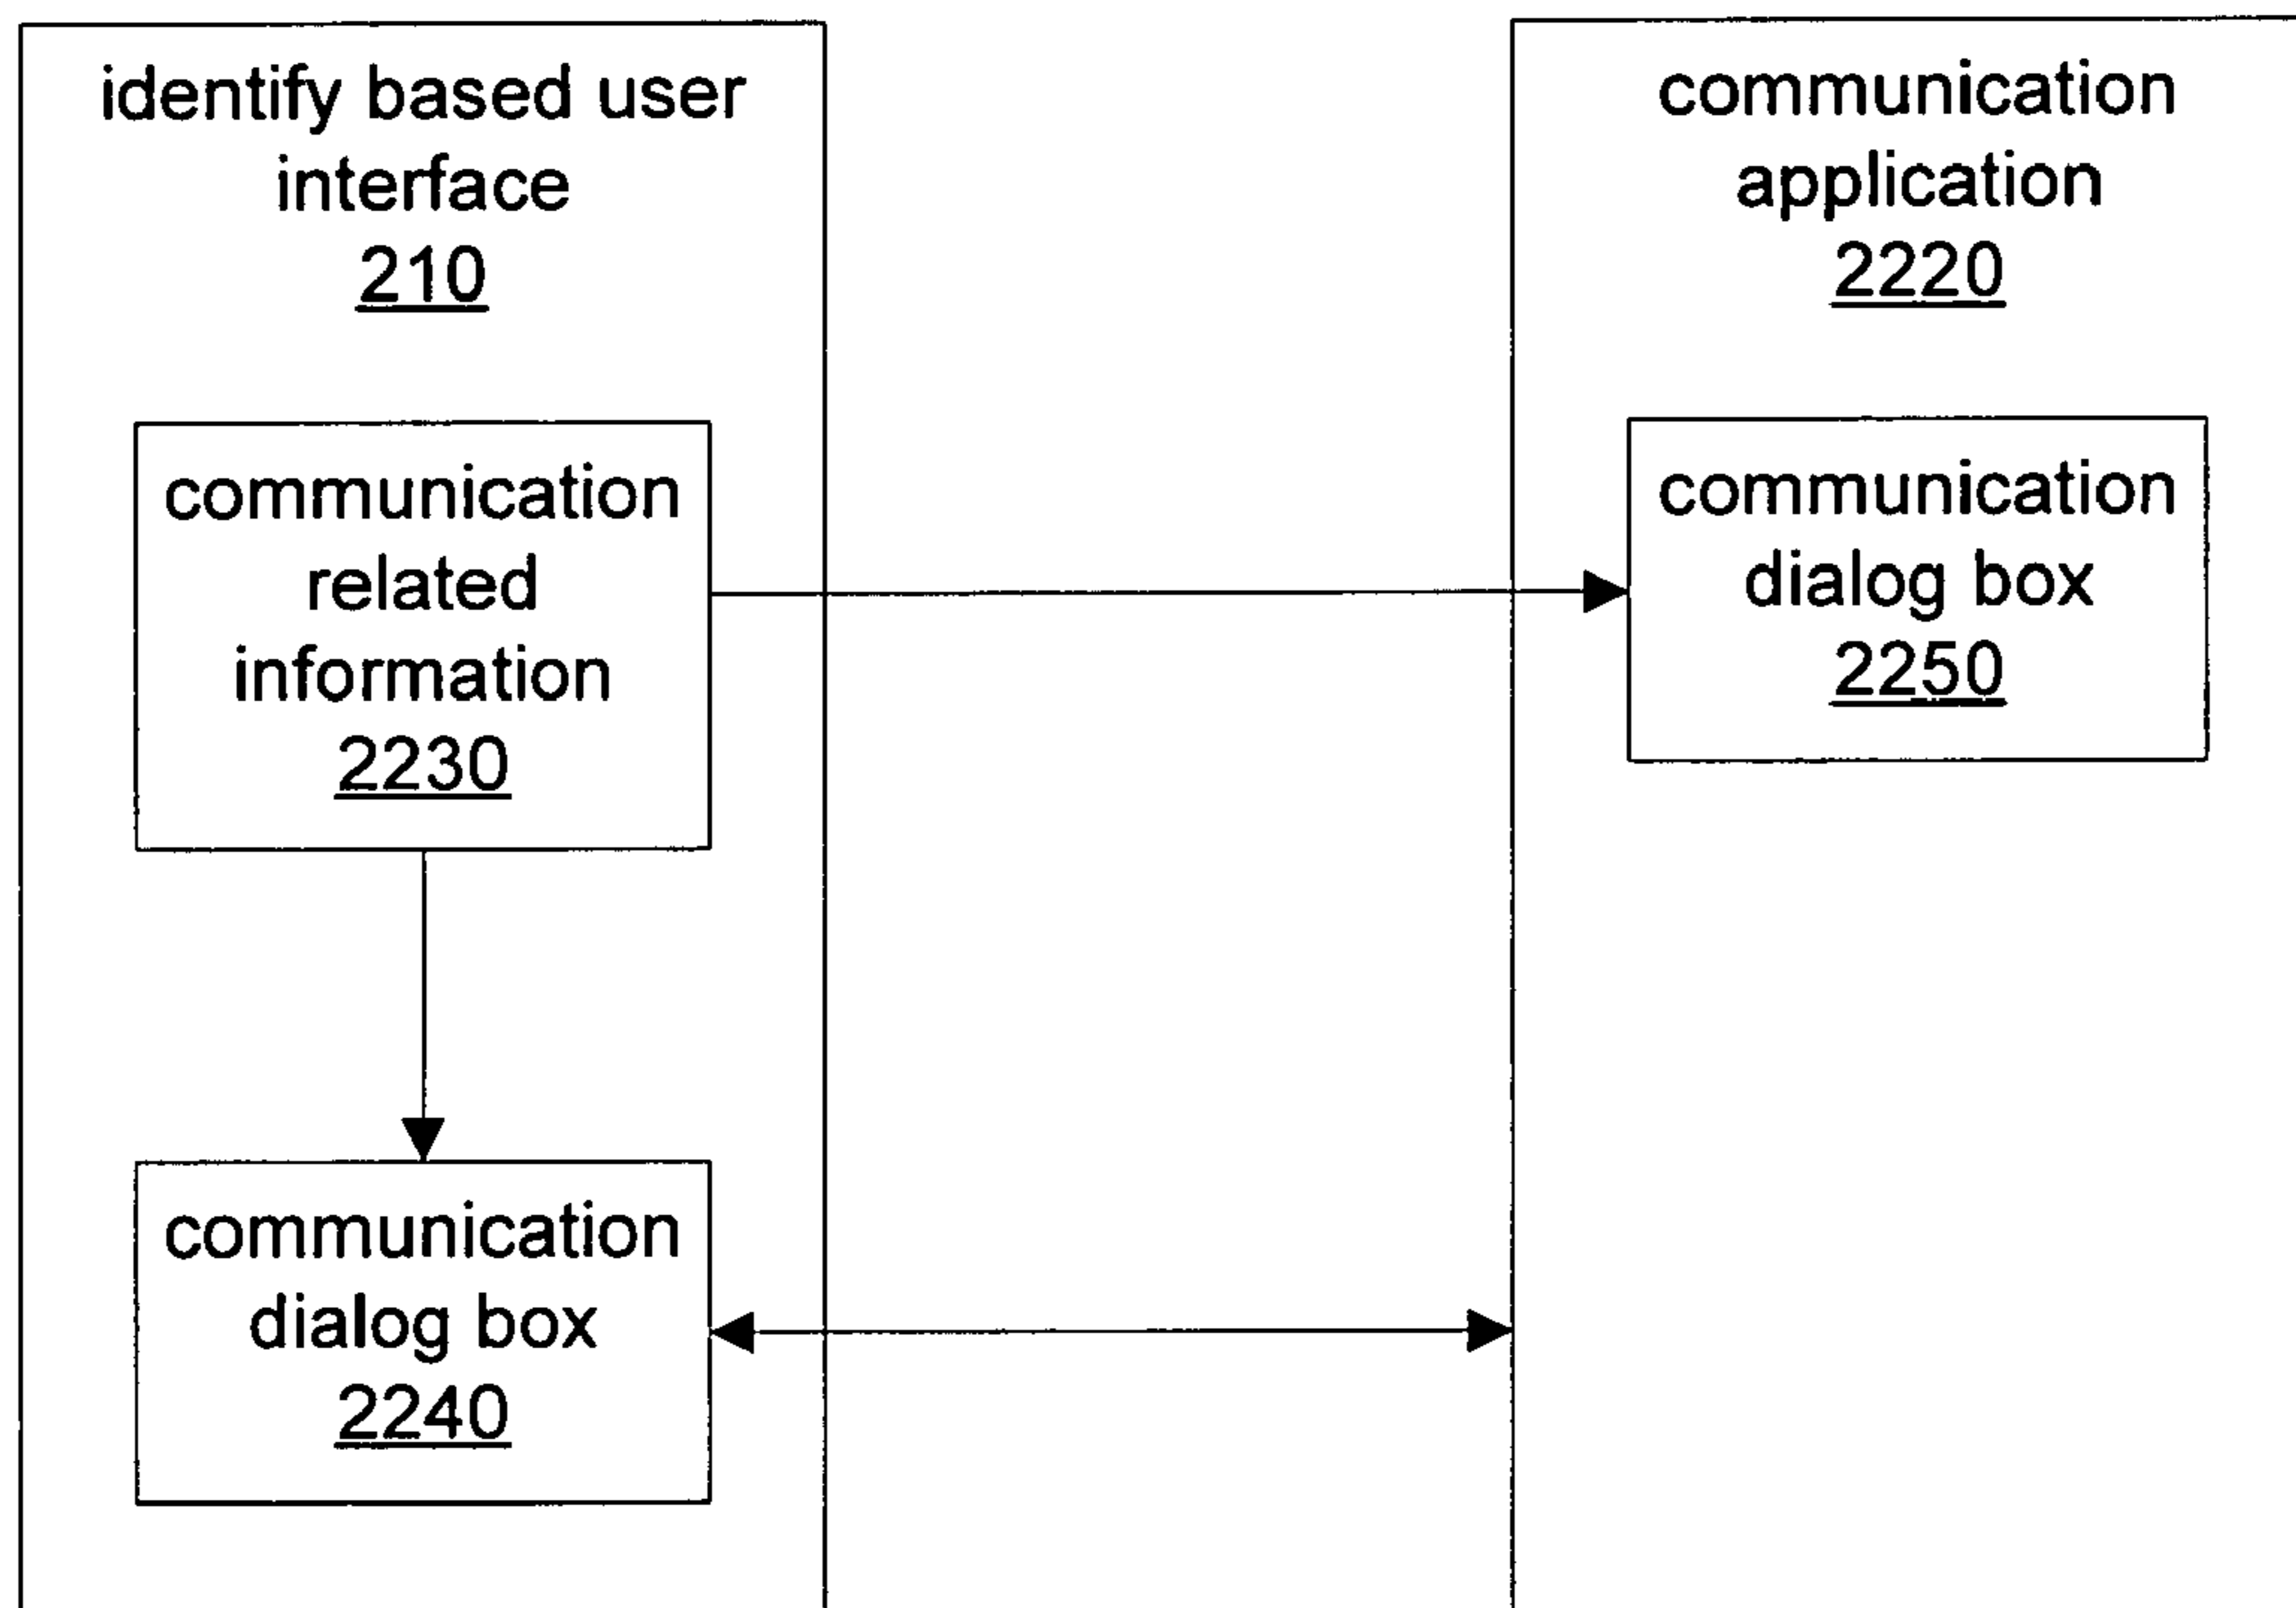 identify based user
interface
210
communication
related
information
2230
communication
dialog box
2240
communication
application
2220
communication
dialog box
2250